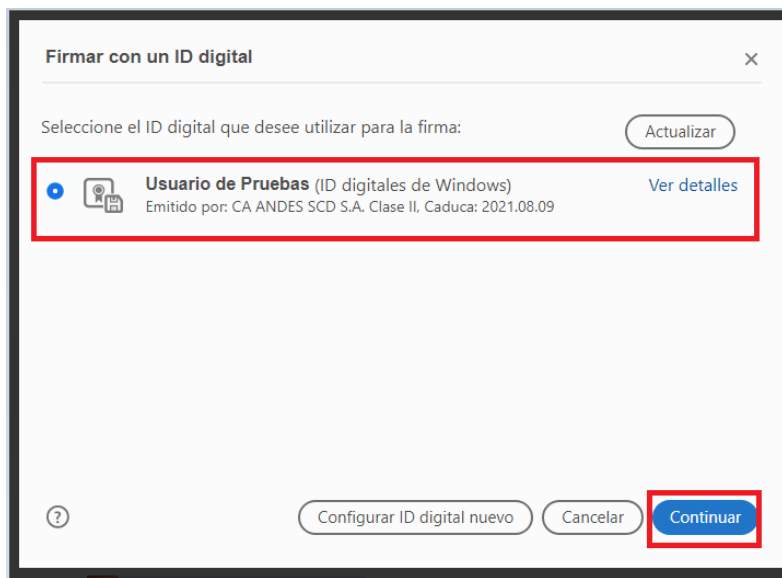 Firmar con un ID digital
Seleccione el ID digital que desee utilizar para la firma:
Actualizar
Usuario de Pruebas (ID digitales de Windows)
Ver detalles
Emitido por: CA ANDES SCD S.A. Clase II, Caduca: 2021.08.09
?
Configurar ID digital nuevo
Cancelar
Continuar